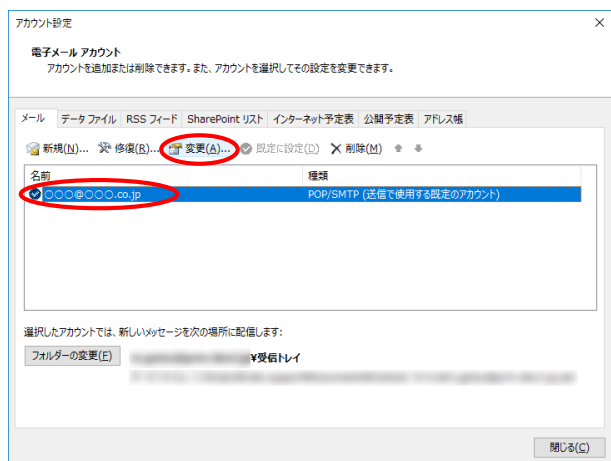 アカウント設定
電子メール アカウント
アカウントを追加または削除できます。また、アカウントを選択してその設定を変更できます。
メール データ ファイル RSS フィード SharePoint リスト インターネット予定表 公開予定表 アドレス帳
新規(N)... 修復(R)... 変更(A)... 既定に設定(D) 削除(M)
名前 種類
○○○@○○○.co.jp POP/SMTP (送信で使用する既定のアカウント)
選択したアカウントでは、新しいメッセージを次の場所に配信します:
フォルダーの変更(F) ¥受信トレイ
閉じる(C)